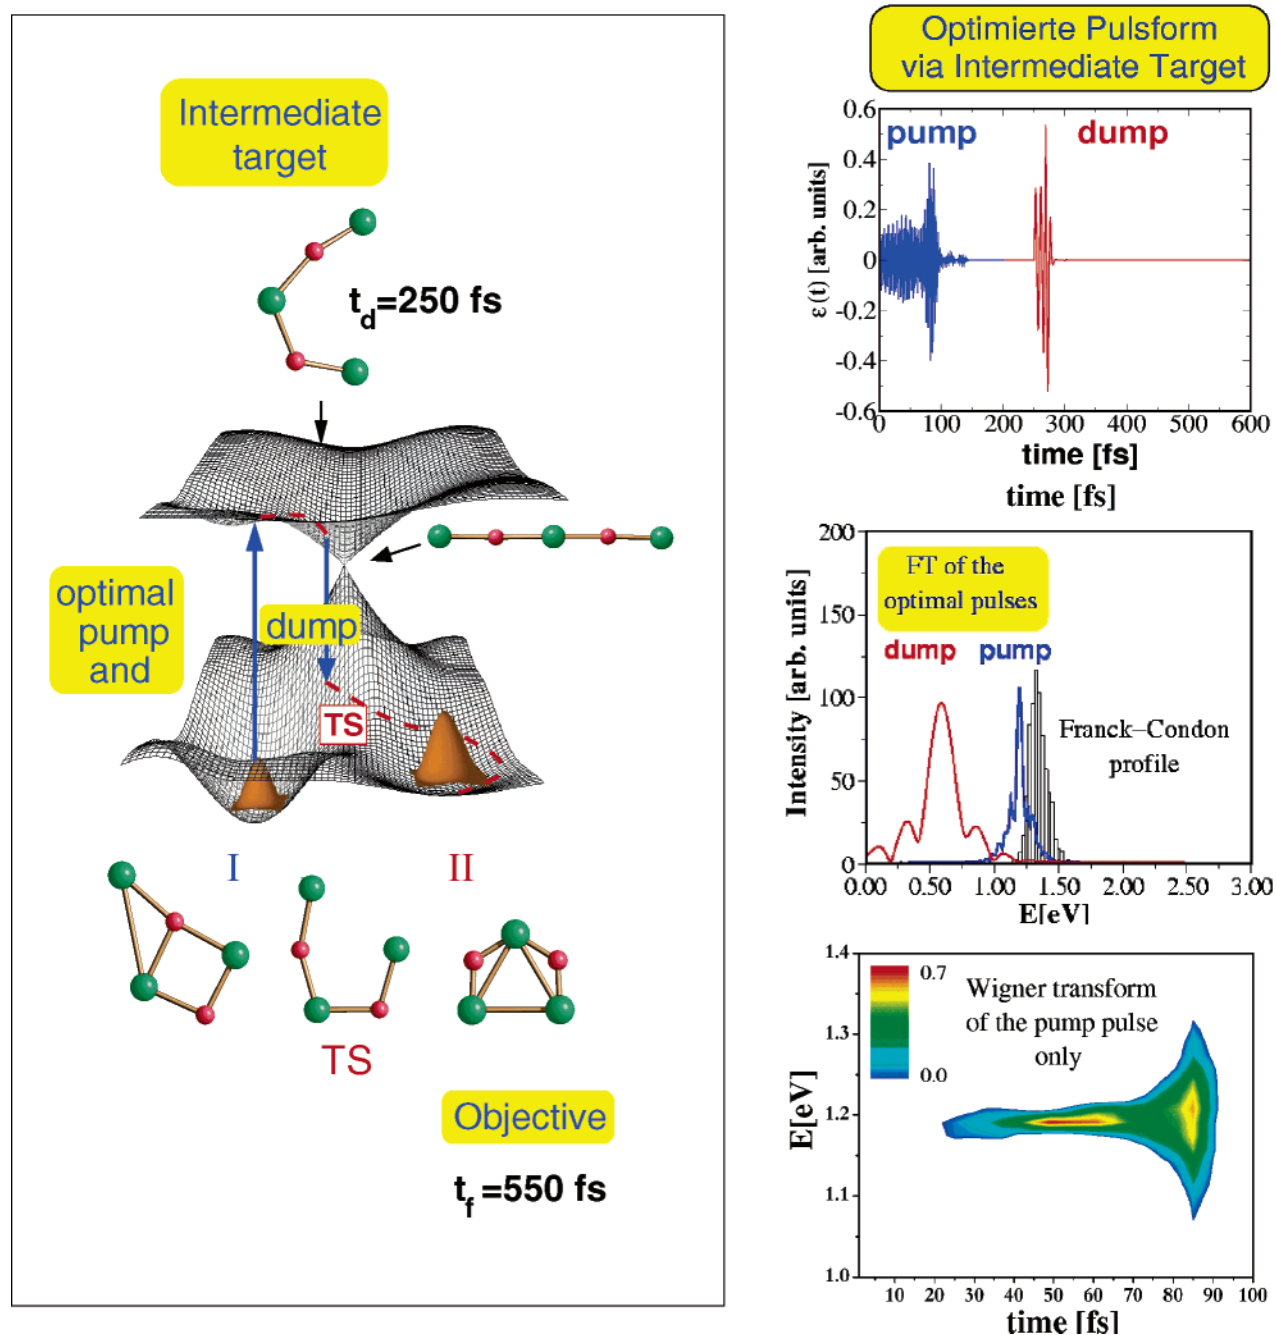 Intermediate
target
t_d=250 fs
optimal
pump
and
dump
TS
I
II
TS
Objective
t_f =550 fs
Optimierte Pulsform
via Intermediate Target
0.6
0.4
0.2
0
-0.2
-0.4
-0.6
ε(t) [arb. units]
pump
dump
0 100 200 300 400 500 600
time [fs]
time [fs]
200
150
100
50
0
Intensity [arb. units]
FT of the
optimal pulses
dump pump
Franck–Condon
profile
0.00 0.50 1.00 1.50 2.00 2.50 3.00
E[eV]
1.4
1.3
1.2
1.1
1.0
E[eV]
0.7
0.0
Wigner transform
of the pump pulse
only
10 20 30 40 50 60 70 80 90 100
time [fs]